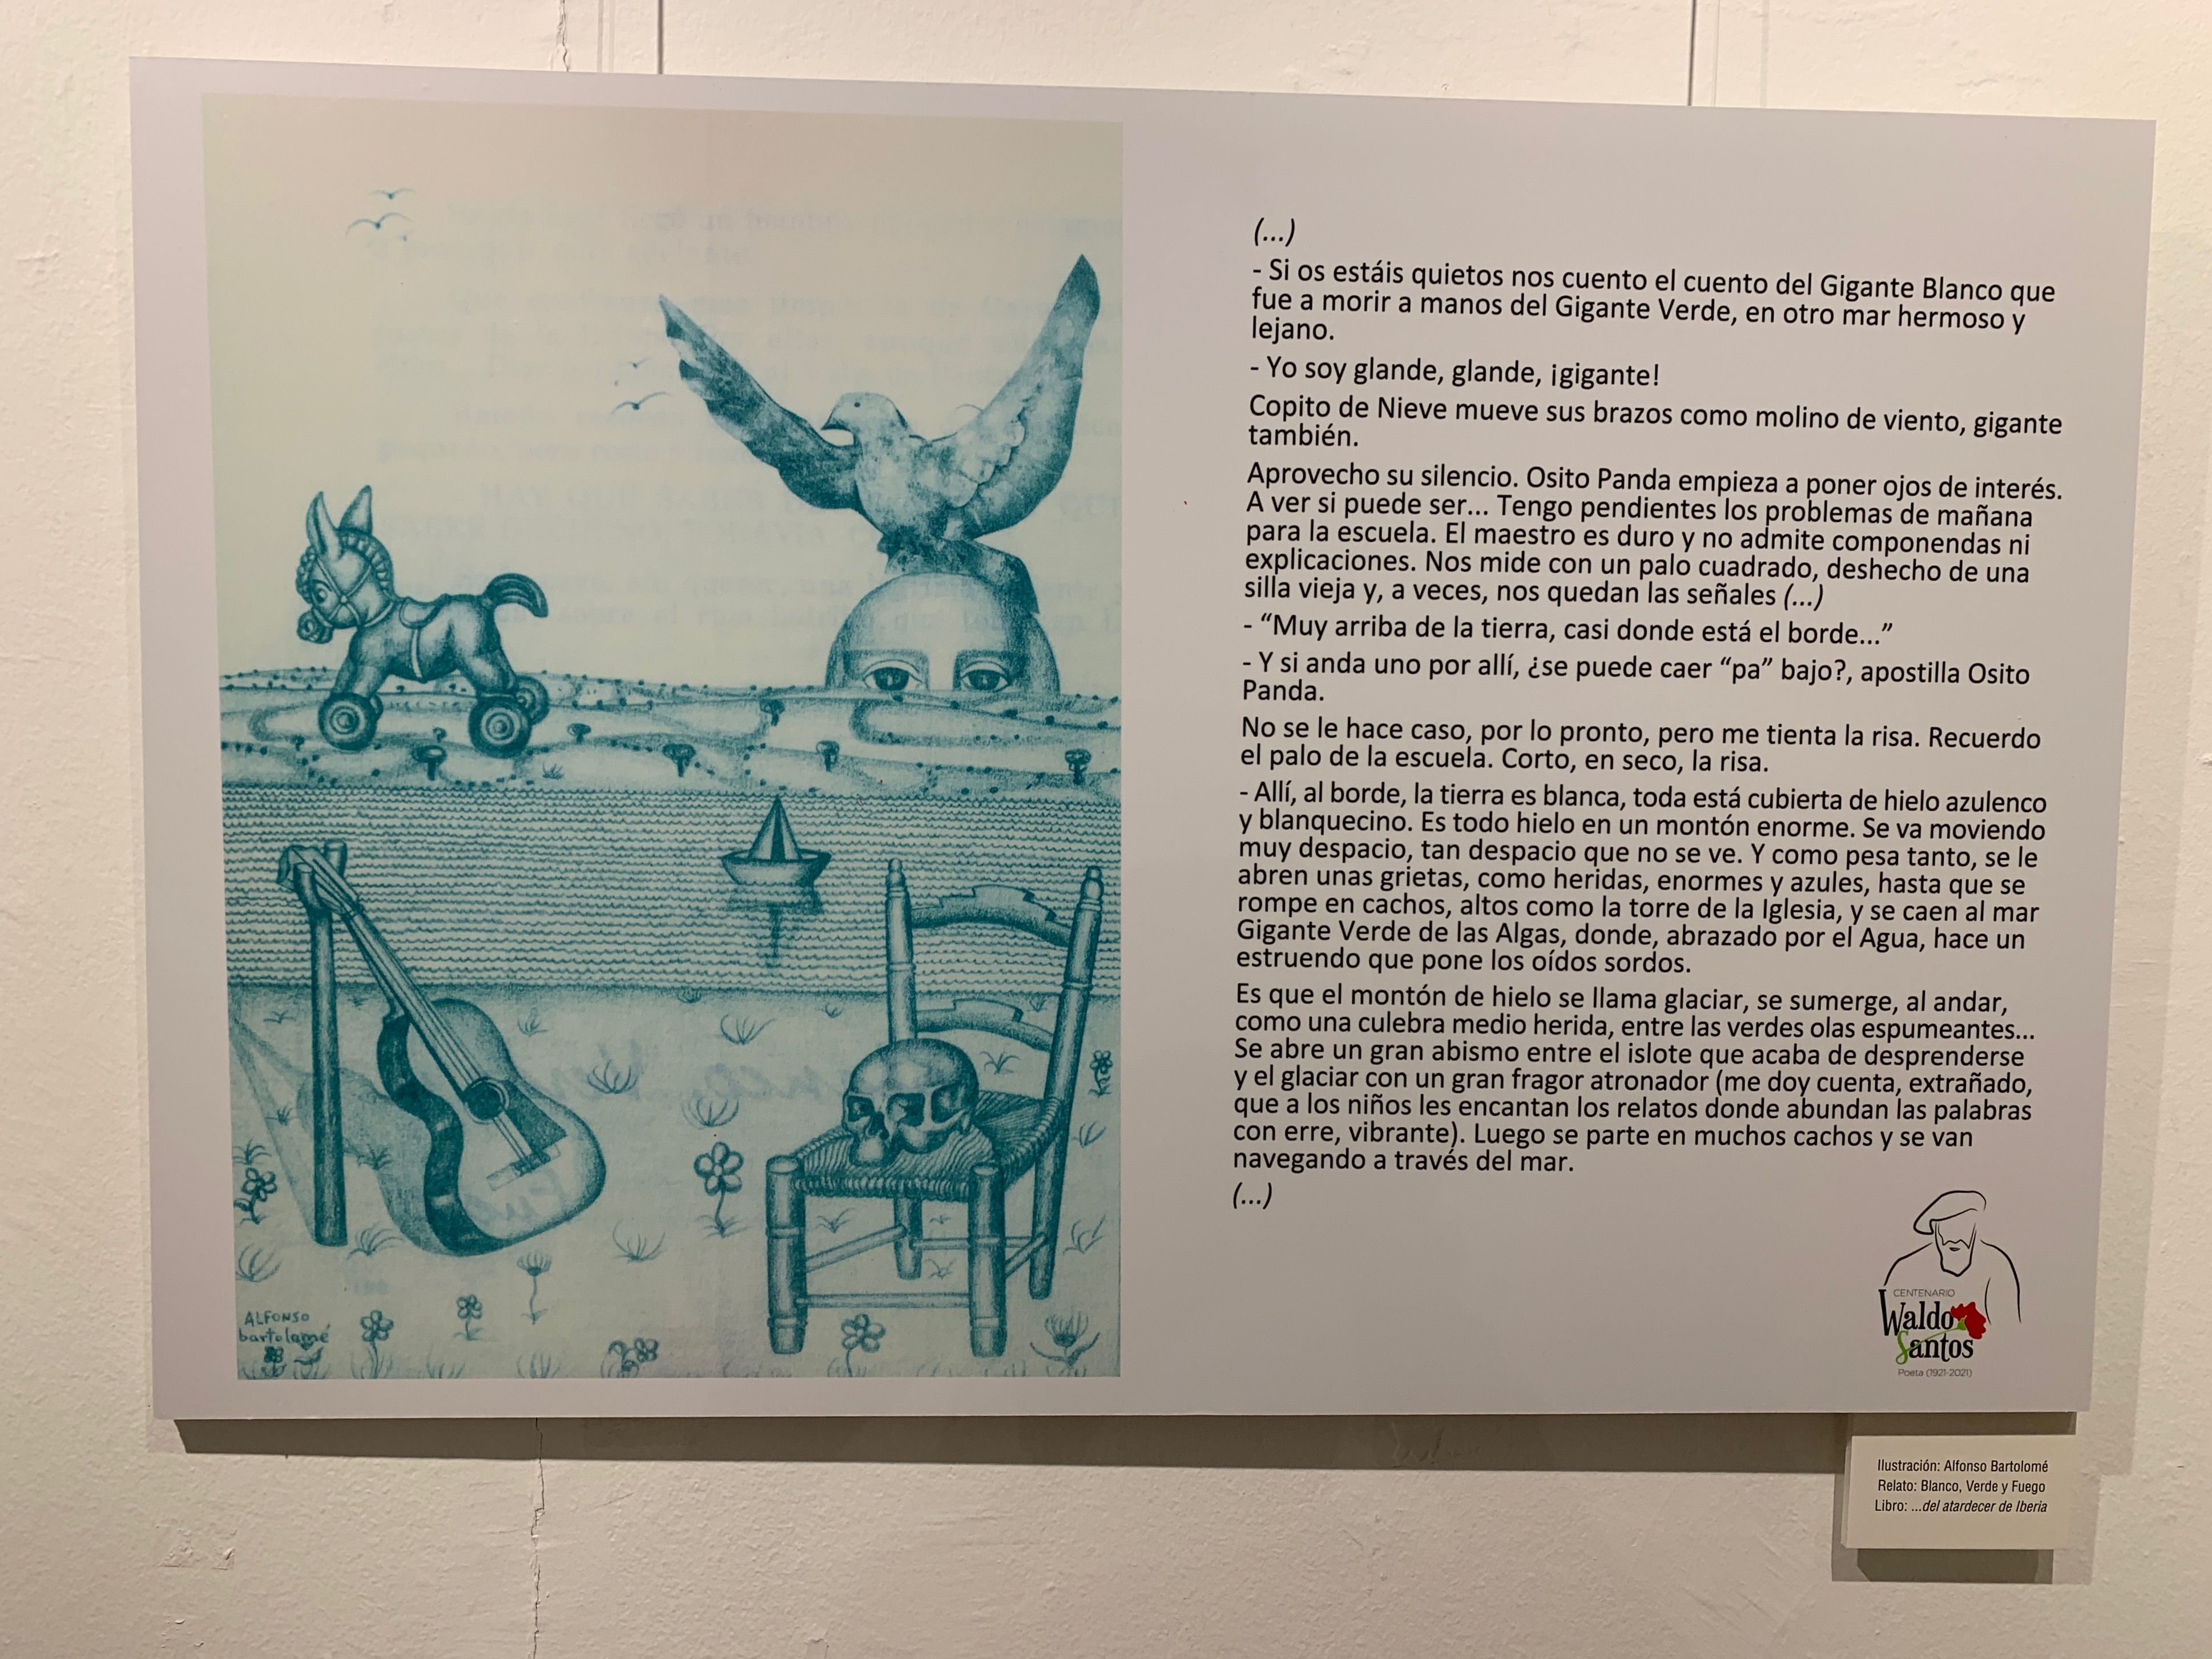 (...)
- Si os estáis quietos nos cuento el cuento del Gigante Blanco que
fue a morir a manos del Gigante Verde, en otro mar hermoso y
lejano.
- Yo soy glande, glande, ¡gigante!
Copito de Nieve mueve sus brazos como molino de viento, gigante
también.
Aprovecho su silencio. Osito Panda empieza a poner ojos de interés.
A ver si puede ser... Tengo pendientes los problemas de mañana
para la escuela. El maestro es duro y no admite componendas ni
explicaciones. Nos mide con un palo cuadrado, deshecho de una
silla vieja y, a veces, nos quedan las señales (...)
- “Muy arriba de la tierra, casi donde está el borde...”
- Y si anda uno por allí, ¿se puede caer “pa” bajo?, apostilla Osito
Panda.
No se le hace caso, por lo pronto, pero me tienta la risa. Recuerdo
el palo de la escuela. Corto, en seco, la risa.
- Allí, al borde, la tierra es blanca, toda está cubierta de hielo azulenco
y blanquecino. Es todo hielo en un montón enorme. Se va moviendo
muy despacio, tan despacio que no se ve. Y como pesa tanto, se le
abren unas grietas, como heridas, enormes y azules, hasta que se
rompe en cachos, altos como la torre de la Iglesia, y se caen al mar
Gigante Verde de las Algas, donde, abrazado por el Agua, hace un
estruendo que pone los oídos sordos.
Es que el montón de hielo se llama glaciar, se sumerge, al andar,
como una culebra medio herida, entre las verdes olas espumeantes...
Se abre un gran abismo entre el islote que acaba de desprenderse
y el glaciar con un gran fragor atronador (me doy cuenta, extrañado,
que a los niños les encantan los relatos donde abundan las palabras
con erre, vibrante). Luego se parte en muchos cachos y se van
navegando a través del mar.
(...)
ALFONSO
bartolomé
CENTENARIO
Waldo
Santos
Poeta (1921-2021)
Ilustración: Alfonso Bartolomé
Relato: Blanco, Verde y Fuego
Libro: ...del atardecer de Iberia